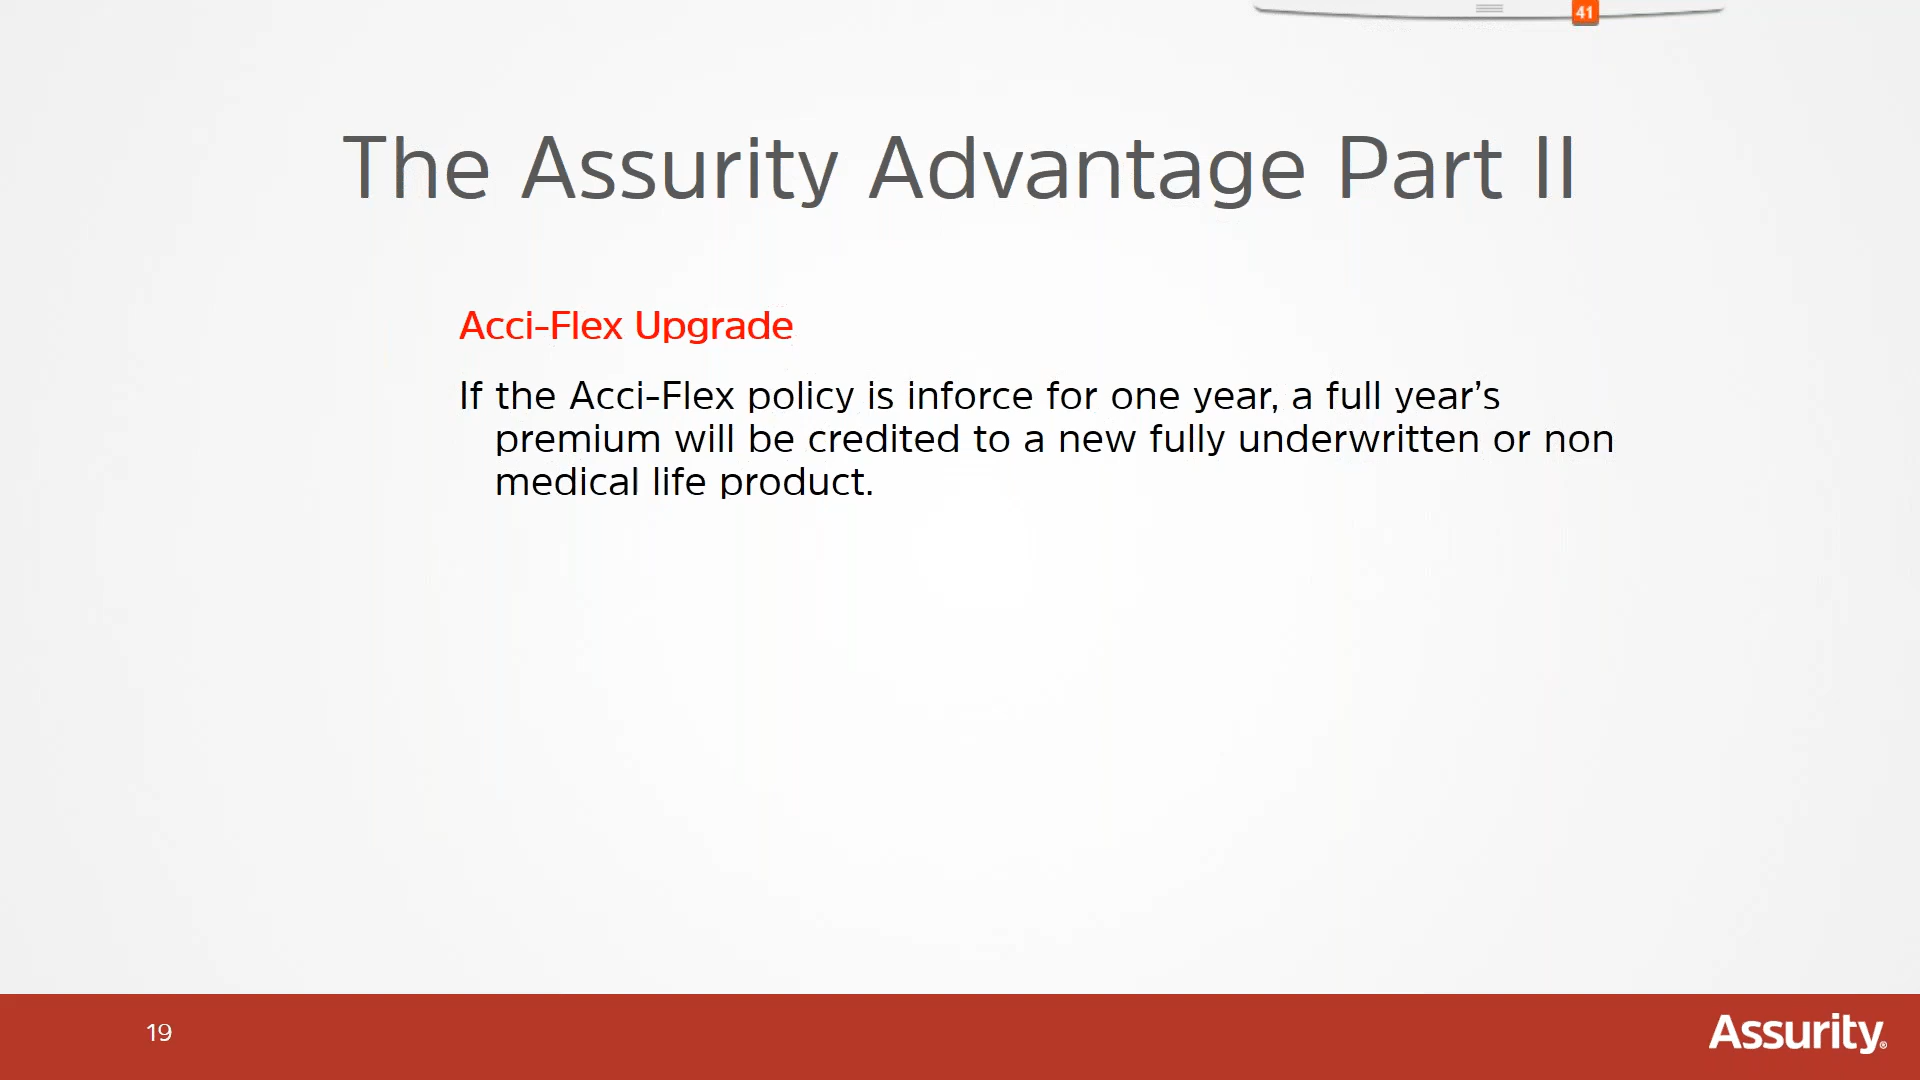 41
The Assurity Advantage Part II
Acci-Flex Upgrade
If the Acci-Flex policy is inforce for one year, a full year’s
premium will be credited to a new fully underwritten or non
medical life product.
19
Assurity®